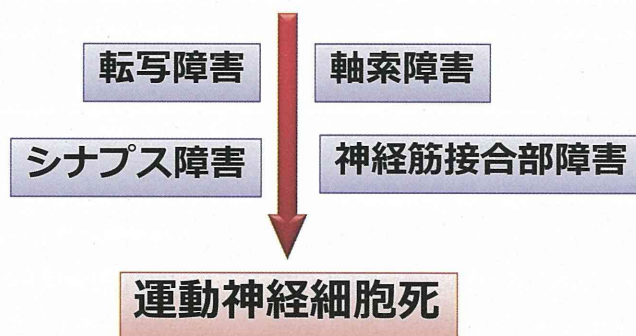 転写障害
軸索障害
シナプス障害
神経筋接合部障害
運動神経細胞死